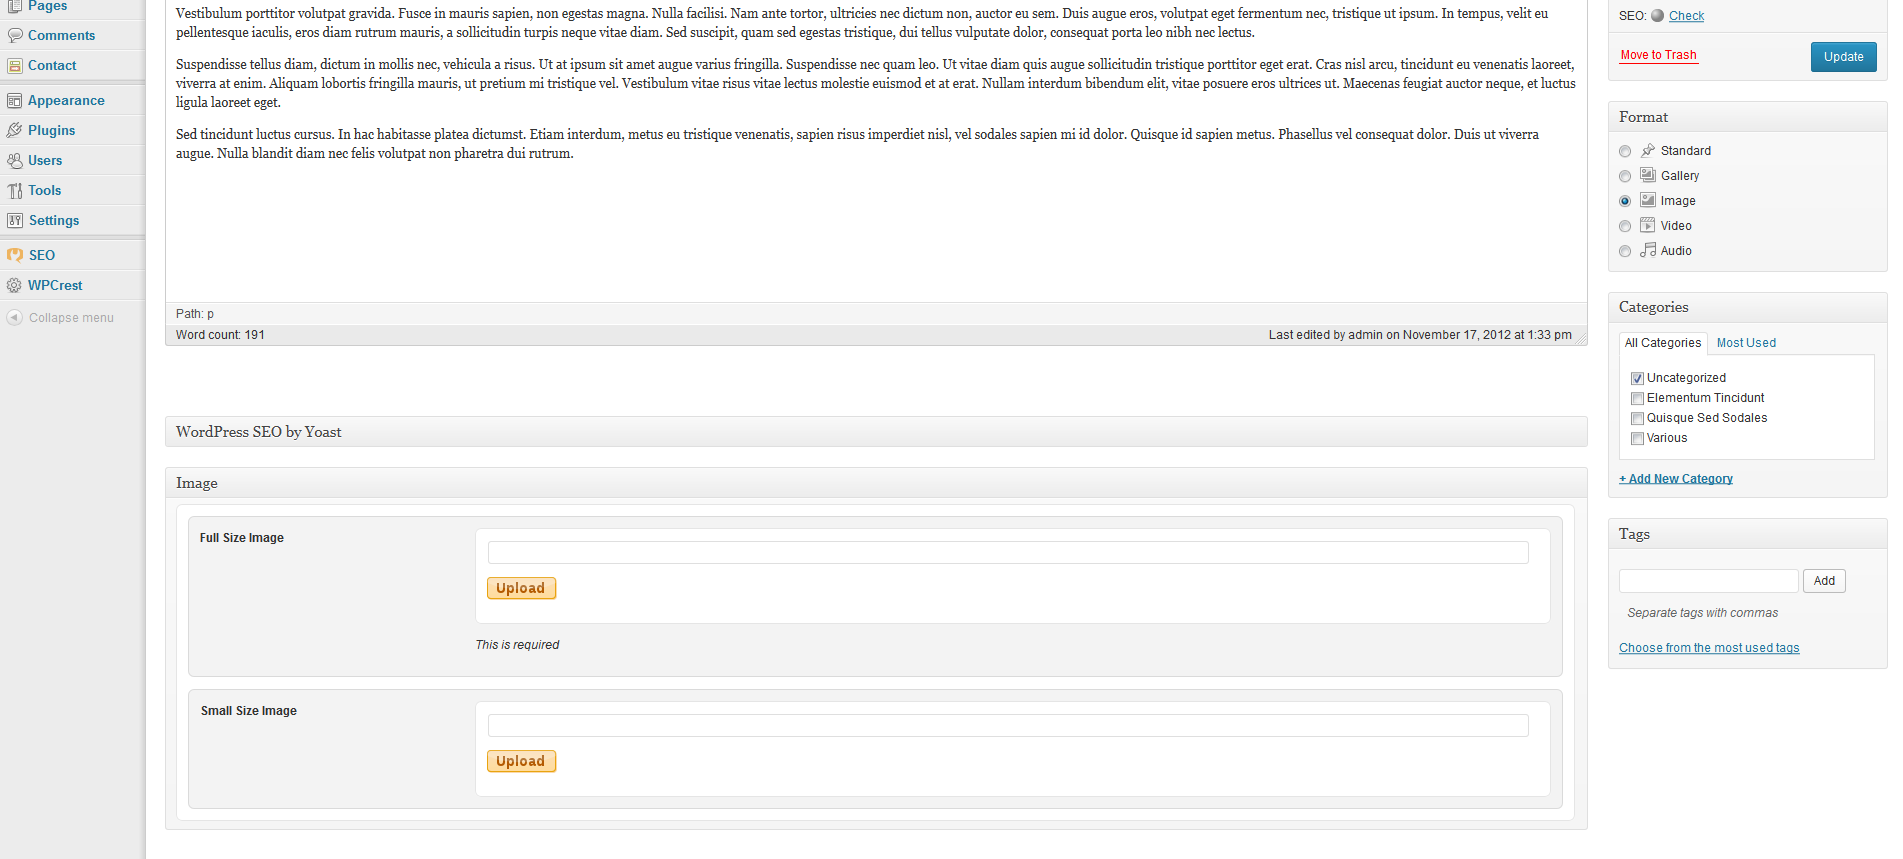 Pages
Comments
Contact
Appearance
Plugins
Users
Tools
Settings
SEO
WPCrest
Collapse menu
Vestibulum porttitor volutpat gravida. Fusce in mauris sapien, non egestas magna. Nulla facilisi. Nam ante tortor, ultricies nec dictum non, auctor eu sem. Duis augue eros, volutpat eget fermentum nec, tristique ut ipsum. In tempus, velit eu
pellentesque iaculis, eros diam rutrum mauris, a sollicitudin turpis neque vitae diam. Sed suscipit, quam sed egestas tristique, dui tellus vulputate dolor, consequat porta leo nibh nec lectus.
Suspendisse tellus diam, dictum in mollis nec, vehicula a risus. Ut at ipsum sit amet augue varius fringilla. Suspendisse nec quam leo. Ut vitae diam quis augue sollicitudin tristique porttitor eget erat. Cras nisl arcu, tincidunt eu venenatis laoreet,
viverra at enim. Aliquam lobortis fringilla mauris, ut pretium mi tristique vel. Vestibulum vitae risus vitae lectus molestie euismod et at erat. Nullam interdum bibendum elit, vitae posuere eros ultrices ut. Maecenas feugiat auctor neque, et luctus
ligula laoreet eget.
Sed tincidunt luctus cursus. In hac habitasse platea dictumst. Etiam interdum, metus eu tristique venenatis, sapien risus imperdiet nisl, vel sodales sapien mi id dolor. Quisque id sapien metus. Phasellus vel consequat dolor. Duis ut viverra
augue. Nulla blandit diam nec felis volutpat non pharetra dui rutrum.
Path: p
Word count: 191
Last edited by admin on November 17, 2012 at 1:33 pm
WordPress SEO by Yoast
Image
Full Size Image
Upload
This is required
Small Size Image
Upload
SEO: Check
Move to Trash
Update
Format
Standard
Gallery
Image
Video
Audio
Categories
All Categories
Most Used
Uncategorized
Elementum Tincidunt
Quisque Sed Sodales
Various
+ Add New Category
Tags
Add
Separate tags with commas
Choose from the most used tags